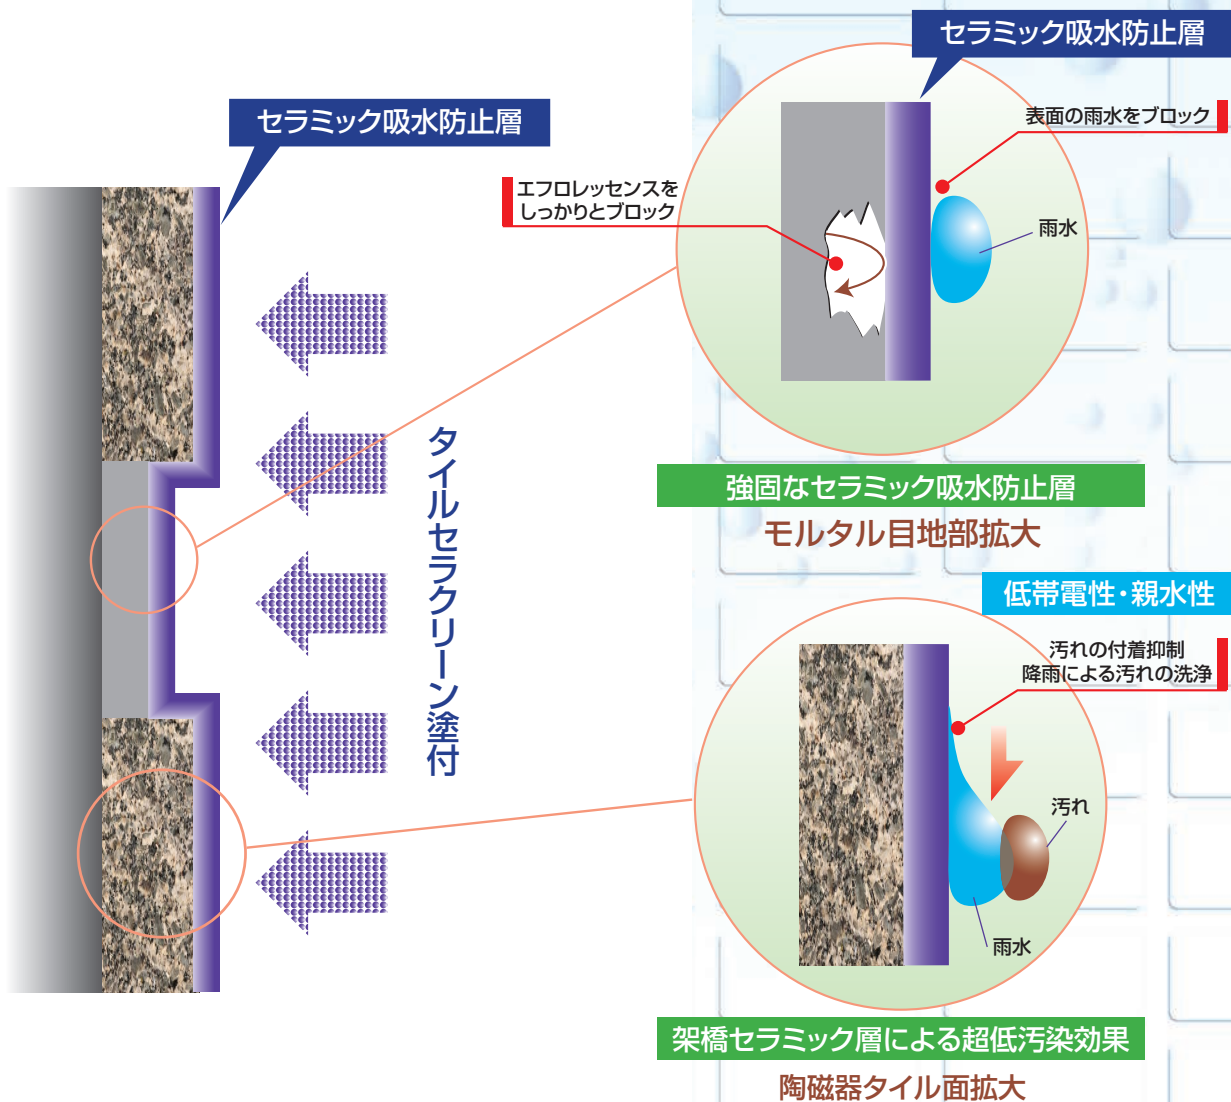 セラミック吸水防止層
タイルセラクリーン塗付
セラミック吸水防止層
表面の雨水をブロック
エフロレッセンスを
しっかりとブロック
雨水
強固なセラミック吸水防止層
モルタル目地部拡大
低帯電性・親水性
汚れの付着抑制
降雨による汚れの洗浄
汚れ
雨水
架橋セラミック層による超低汚染効果
陶磁器タイル面拡大